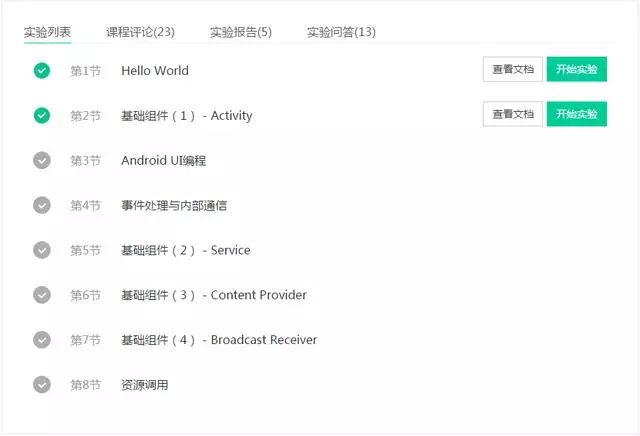 实验列表 课程评论(23) 实验报告(5) 实验问答(13)
第1节 Hello World 查看文档 开始实验
第2节 基础组件（1） - Activity 查看文档 开始实验
第3节 Android UI编程
第4节 事件处理与内部通信
第5节 基础组件（2） - Service
第6节 基础组件（3） - Content Provider
第7节 基础组件（4） - Broadcast Receiver
第8节 资源调用